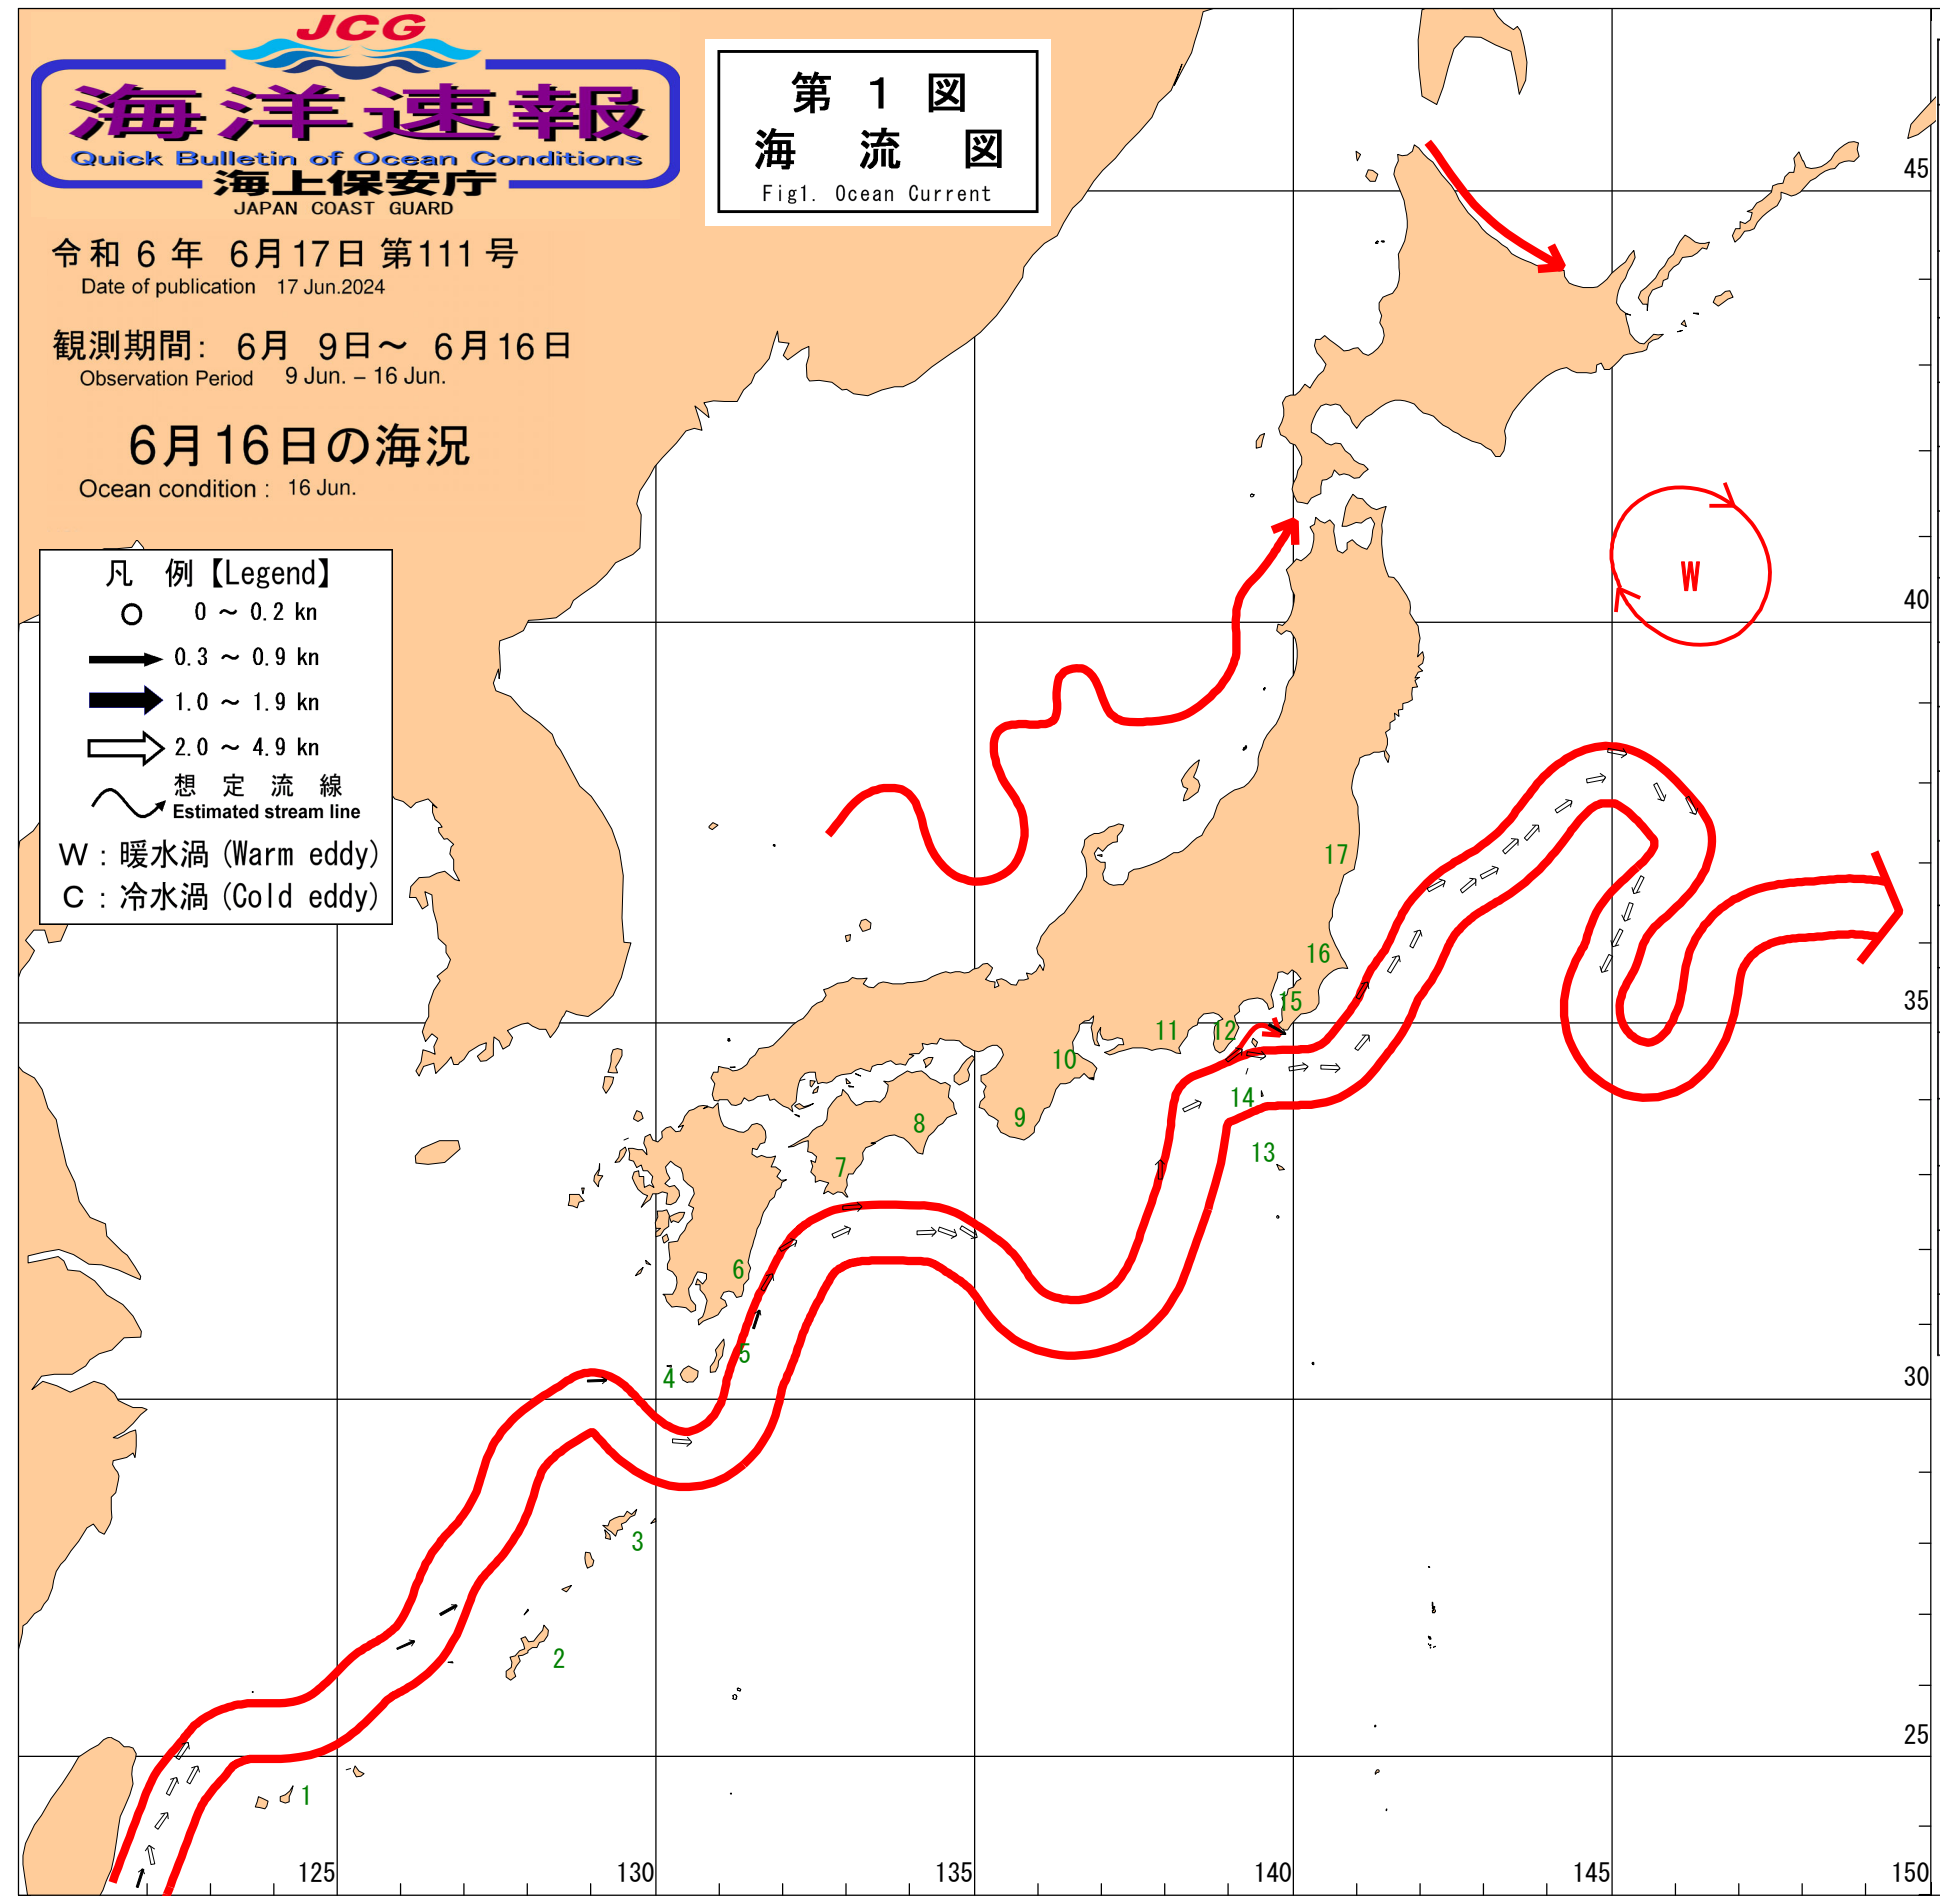 JCG
海洋速報
Quick Bulletin of Ocean Conditions
海上保安庁
JAPAN COAST GUARD
令和 6 年 6月17日 第111 号
Date of publication 17 Jun.2024
観測期間: 6月 9日～ 6月16日
Observation Period 9 Jun. – 16 Jun.
6月16日の海況
Ocean condition : 16 Jun.
第 1 図
海 流 図
Fig1. Ocean Current
凡 例【Legend】
0 ～ 0.2 kn
0.3 ～ 0.9 kn
1.0 ～ 1.9 kn
2.0 ～ 4.9 kn
想 定 流 線
Estimated stream line
W : 暖水渦 (Warm eddy)
C : 冷水渦 (Cold eddy)
45
40
35
30
25
W
17
16
15
12
11
10
14
13
9
8
7
6
5
4
3
2
1
125
130
135
140
145
150